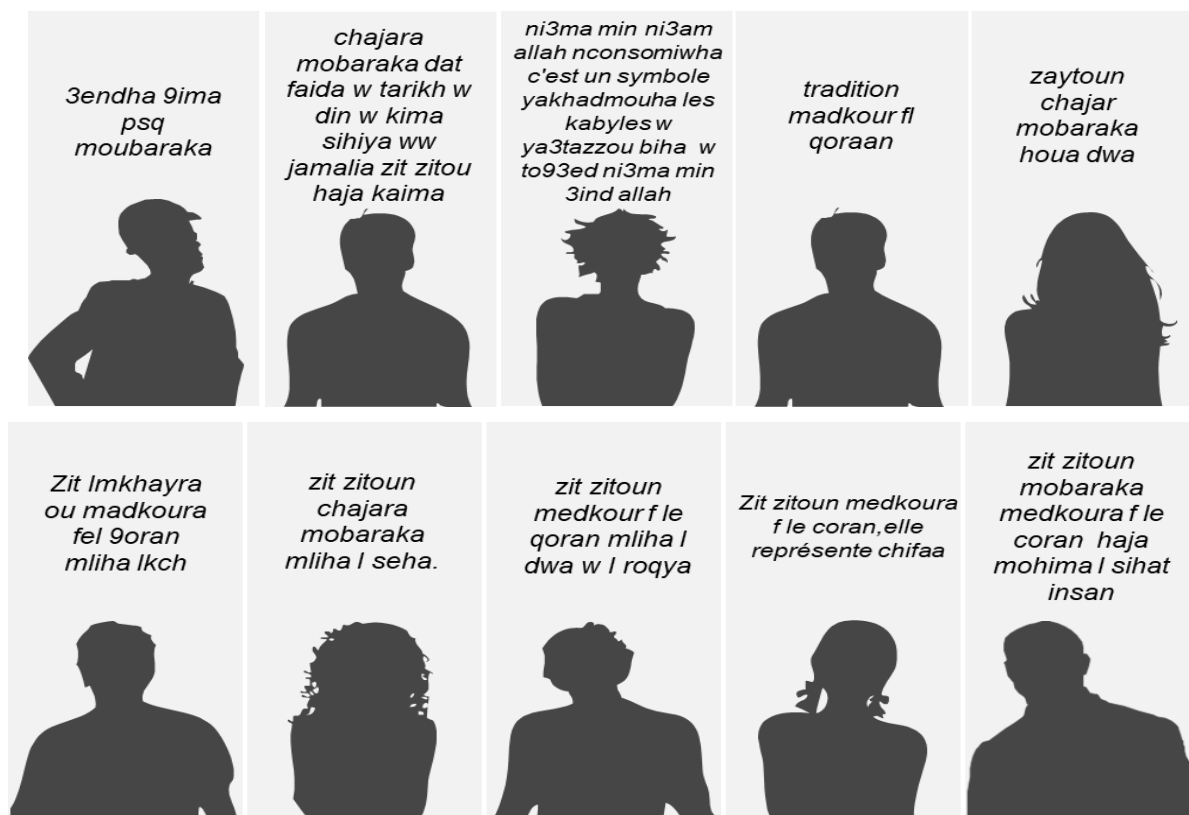 3endha 9ima
psq
moubaraka
chajara
mobaraka dat
faida w tarikh w
din w kima
sihiya ww
jamalia zit zitou
haja kaima
ni3ma min ni3am
allah nconsomiwha
c'est un symbole
yakhadmouha les
kabyles w
ya3tazzou biha w
to93ed ni3ma min
3ind allah
tradition
madkour fl
qoraan
zaytoun
chajar
mobaraka
houa dwa
Zit lmkhayra
ou madkoura
fel 9oran
mliha lkch
zit zitoun
chajara
mobaraka
mliha l seha.
zit zitoun
medkour f le
qoran mliha l
dwa w l roqya
Zit zitoun medkoura
f le coran,elle
représente chifaa
zit zitoun
mobaraka
medkoura f le
coran haja
mohima l sihat
insan